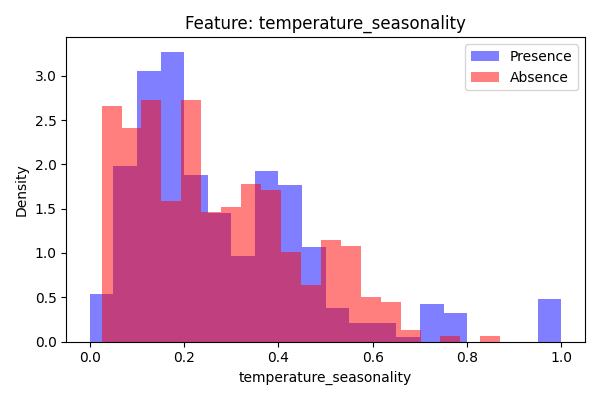 Feature: temperature_seasonality
Presence
Absence
Density
3.0
2.5
2.0
1.5
1.0
0.5
0.0
0.0 0.2 0.4 0.6 0.8 1.0
temperature_seasonality